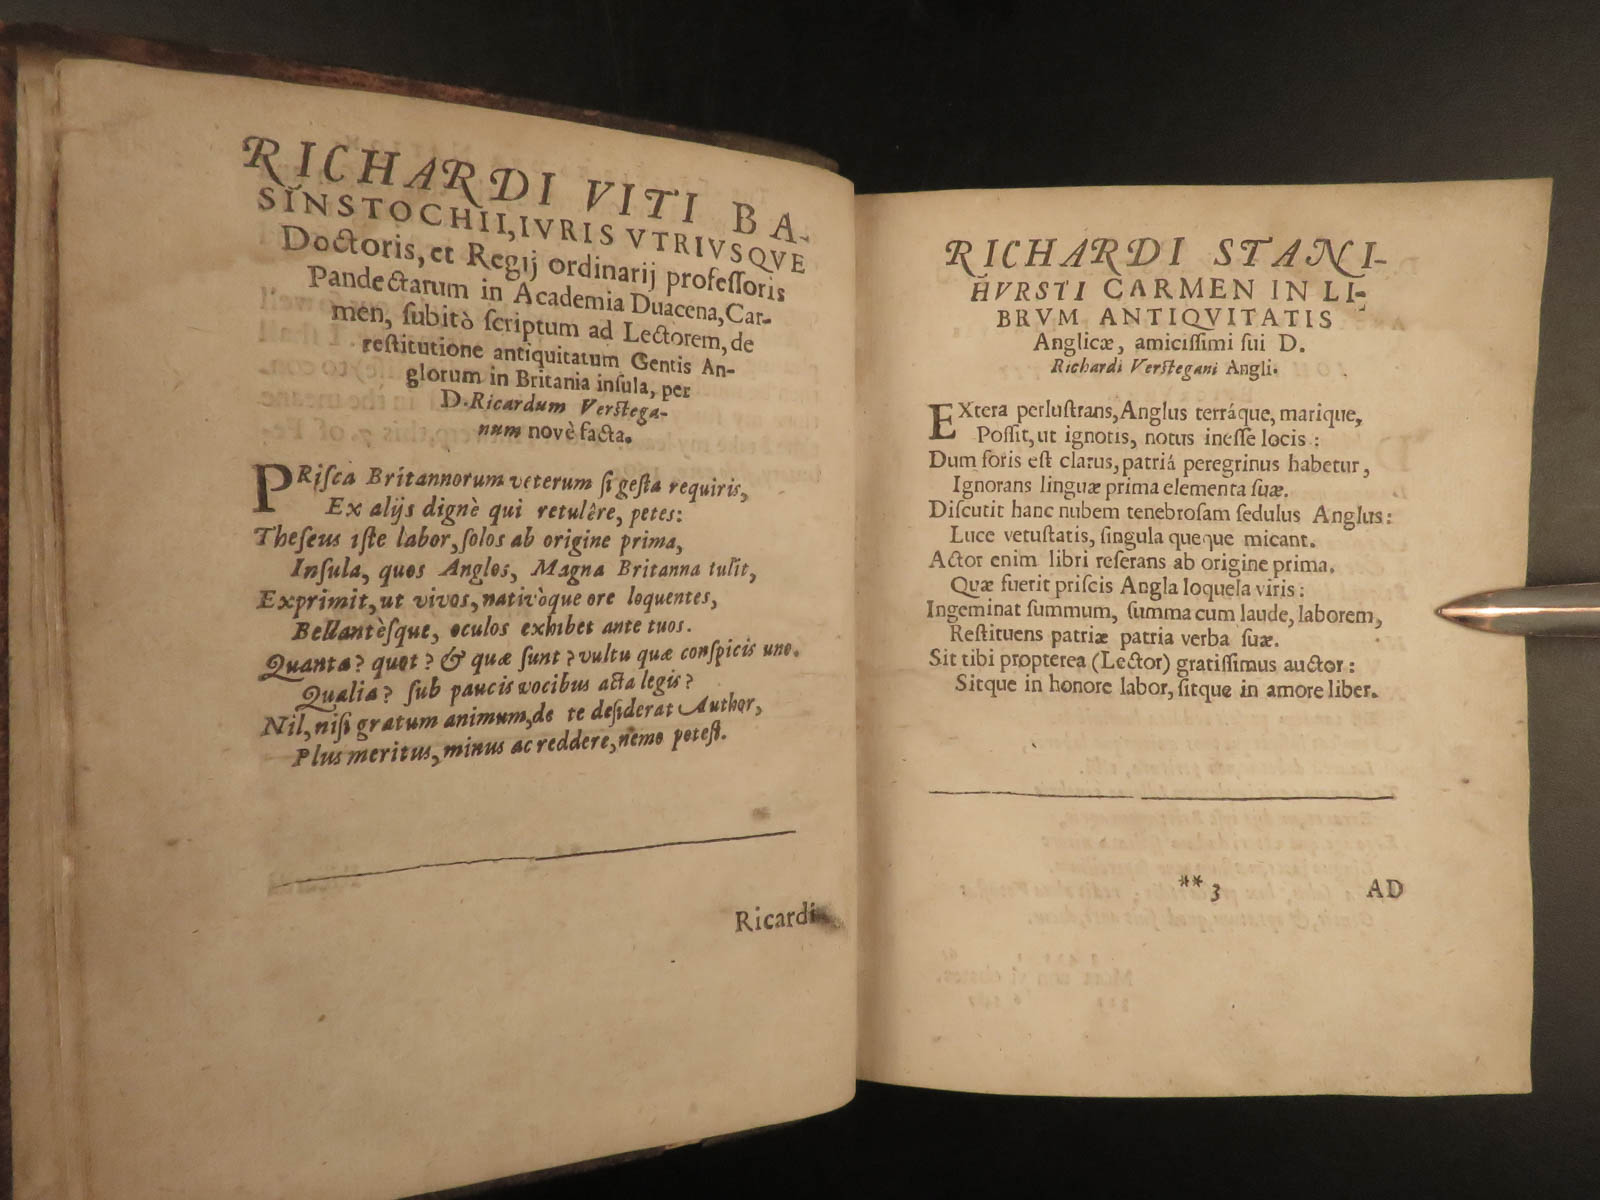 RICHARDI VITI BA-
SINSTOCHII, IVRIS VTRIVSQVE
Doctoris, et Regij ordinarij professoris
Pandectarum in Academia Duacena, Car-
men, subitò scriptum ad Lectorem, de
restitutione antiquitatum Gentis An-
glorum in Britania insula, per
D. Ricardum Verstega-
num novè facta.
PRisca Britannorum veterum si gesta requiris,
Ex alijs dignè qui retulêre, petes:
Theseus iste labor, solos ab origine prima,
Insula, quos Anglos, Magna Britanna tulit,
Exprimit, ut vivos, nativòque ore loquentes,
Bellantèsque, oculos exhibet ante tuos.
Quanta? quot? & quæ sunt? vultu quæ conspicis uno.
Qualia? sub paucis vocibus acta legis?
Nil, nisi gratum animum, de te desiderat Author,
Plus meritus, minus ac reddere, nemo potest.
Ricardi
RICHARDI STANI-
HVRSTI CARMEN IN LI-
BRVM ANTIQVITATIS
Anglicæ, amicissimi sui D.
Richardi Verstegani Angli.
EXtera perlustrans, Anglus terráque, marique,
Possit, ut ignotis, notus inesse locis:
Dum foris est clarus, patriá peregrinus habetur,
Ignorans linguæ prima elementa suæ.
Discutit hanc nubem tenebrosam sedulus Anglus:
Luce vetustatis, singula queque micant.
Actor enim libri referans ab origine prima.
Quæ fuerit priscis Angla loquela viris:
Ingeminat summum, summa cum laude, laborem,
Restituens patriæ patria verba suæ.
Sit tibi propterea (Lector) gratissimus auctor:
Sitque in honore labor, sitque in amore liber.
** 3
AD